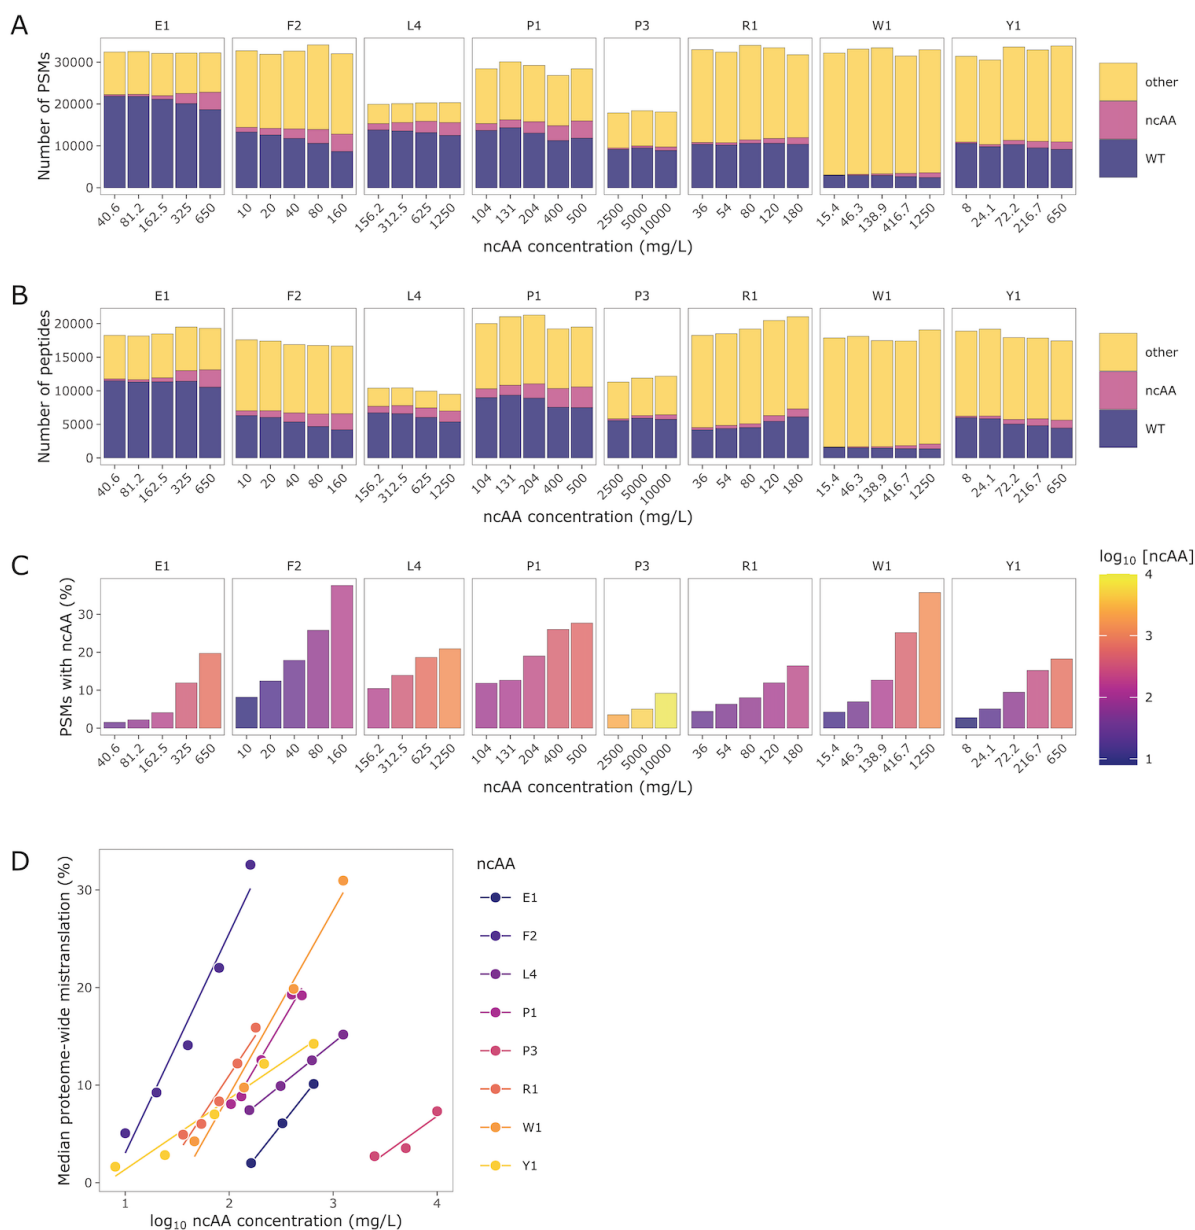 A
E1 F2 L4 P1 P3 R1 W1 Y1
Number of PSMs
30000
20000
10000
0
40.6 81.2 162.5 325 650 10 20 40 80 160 156.2 312.5 625 1250 104 131 204 400 500 2500 5000 10000 36 54 80 120 180 15.4 46.3 138.9 416.7 1250 8 24.1 72.2 216.7 650
ncAA concentration (mg/L)
other
ncAA
WT
B
E1 F2 L4 P1 P3 R1 W1 Y1
Number of peptides
20000
15000
10000
5000
0
40.6 81.2 162.5 325 650 10 20 40 80 160 156.2 312.5 625 1250 104 131 204 400 500 2500 5000 10000 36 54 80 120 180 15.4 46.3 138.9 416.7 1250 8 24.1 72.2 216.7 650
ncAA concentration (mg/L)
other
ncAA
WT
C
E1 F2 L4 P1 P3 R1 W1 Y1
PSMs with ncAA (%)
30
20
10
0
40.6 81.2 162.5 325 650 10 20 40 80 160 156.2 312.5 625 1250 104 131 204 400 500 2500 5000 10000 36 54 80 120 180 15.4 46.3 138.9 416.7 1250 8 24.1 72.2 216.7 650
ncAA concentration (mg/L)
log₁₀ [ncAA]
4
3
2
1
D
Median proteome-wide mistranslation (%)
30
20
10
0
1 2 3 4
log₁₀ ncAA concentration (mg/L)
ncAA
E1
F2
L4
P1
P3
R1
W1
Y1